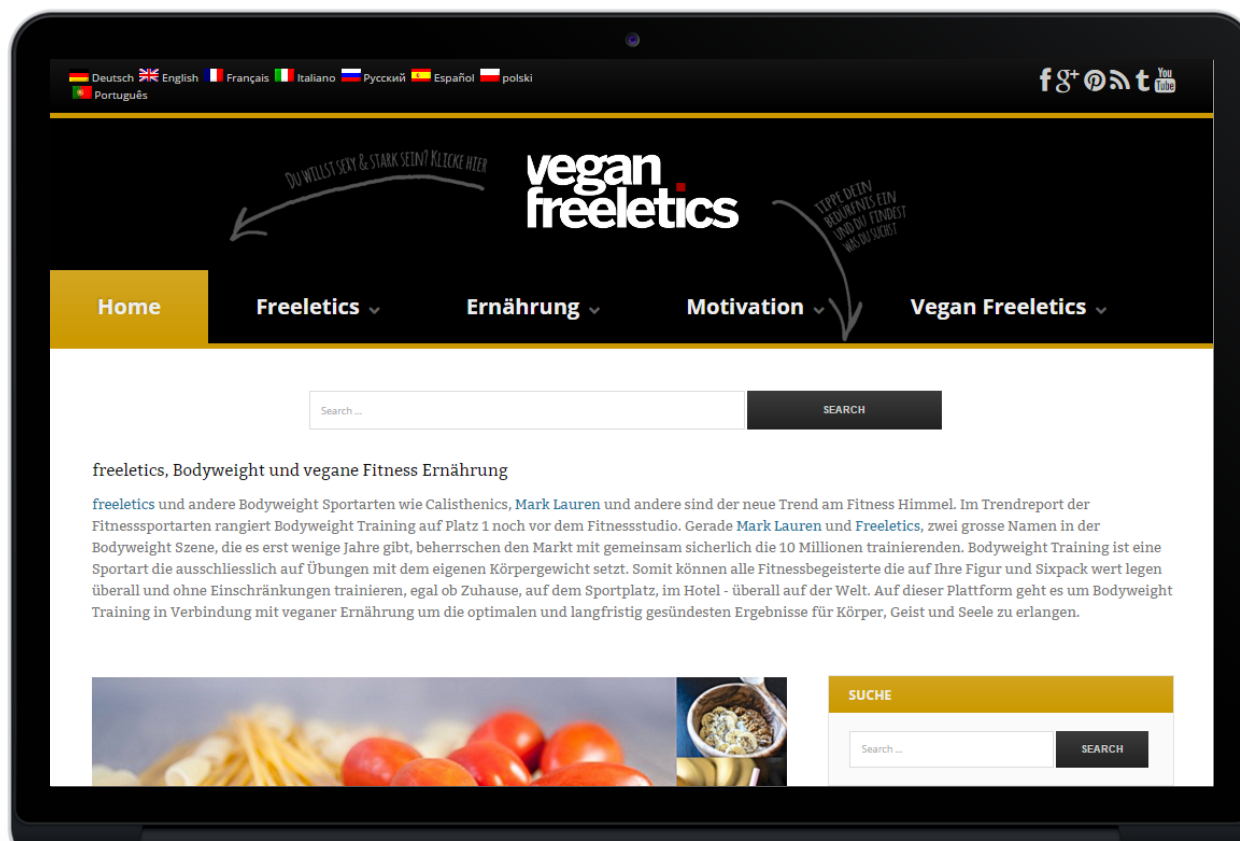 Deutsch English Français Italiano Русский Español polski
Português
f g+ t You Tube
DU WILLST SEXY & STARK SEIN? KLICKE HIER
vegan
freeletics
TIPPE DEIN
BEDÜRFNIS EIN
UND DU FINDEST
WAS DU SUCHST
Home Freeletics Ernährung Motivation Vegan Freeletics
Search ... SEARCH
freeletics, Bodyweight und vegane Fitness Ernährung
freeletics und andere Bodyweight Sportarten wie Calisthenics, Mark Lauren und andere sind der neue Trend am Fitness Himmel. Im Trendreport der
Fitnesssportarten rangiert Bodyweight Training auf Platz 1 noch vor dem Fitnessstudio. Gerade Mark Lauren und Freeletics, zwei grosse Namen in der
Bodyweight Szene, die es erst wenige Jahre gibt, beherrschen den Markt mit gemeinsam sicherlich die 10 Millionen trainierenden. Bodyweight Training ist eine
Sportart die ausschliesslich auf Übungen mit dem eigenen Körpergewicht setzt. Somit können alle Fitnessbegeisterte die auf Ihre Figur und Sixpack wert legen
überall und ohne Einschränkungen trainieren, egal ob Zuhause, auf dem Sportplatz, im Hotel - überall auf der Welt. Auf dieser Plattform geht es um Bodyweight
Training in Verbindung mit veganer Ernährung um die optimalen und langfristig gesündesten Ergebnisse für Körper, Geist und Seele zu erlangen.
SUCHE
Search ... SEARCH